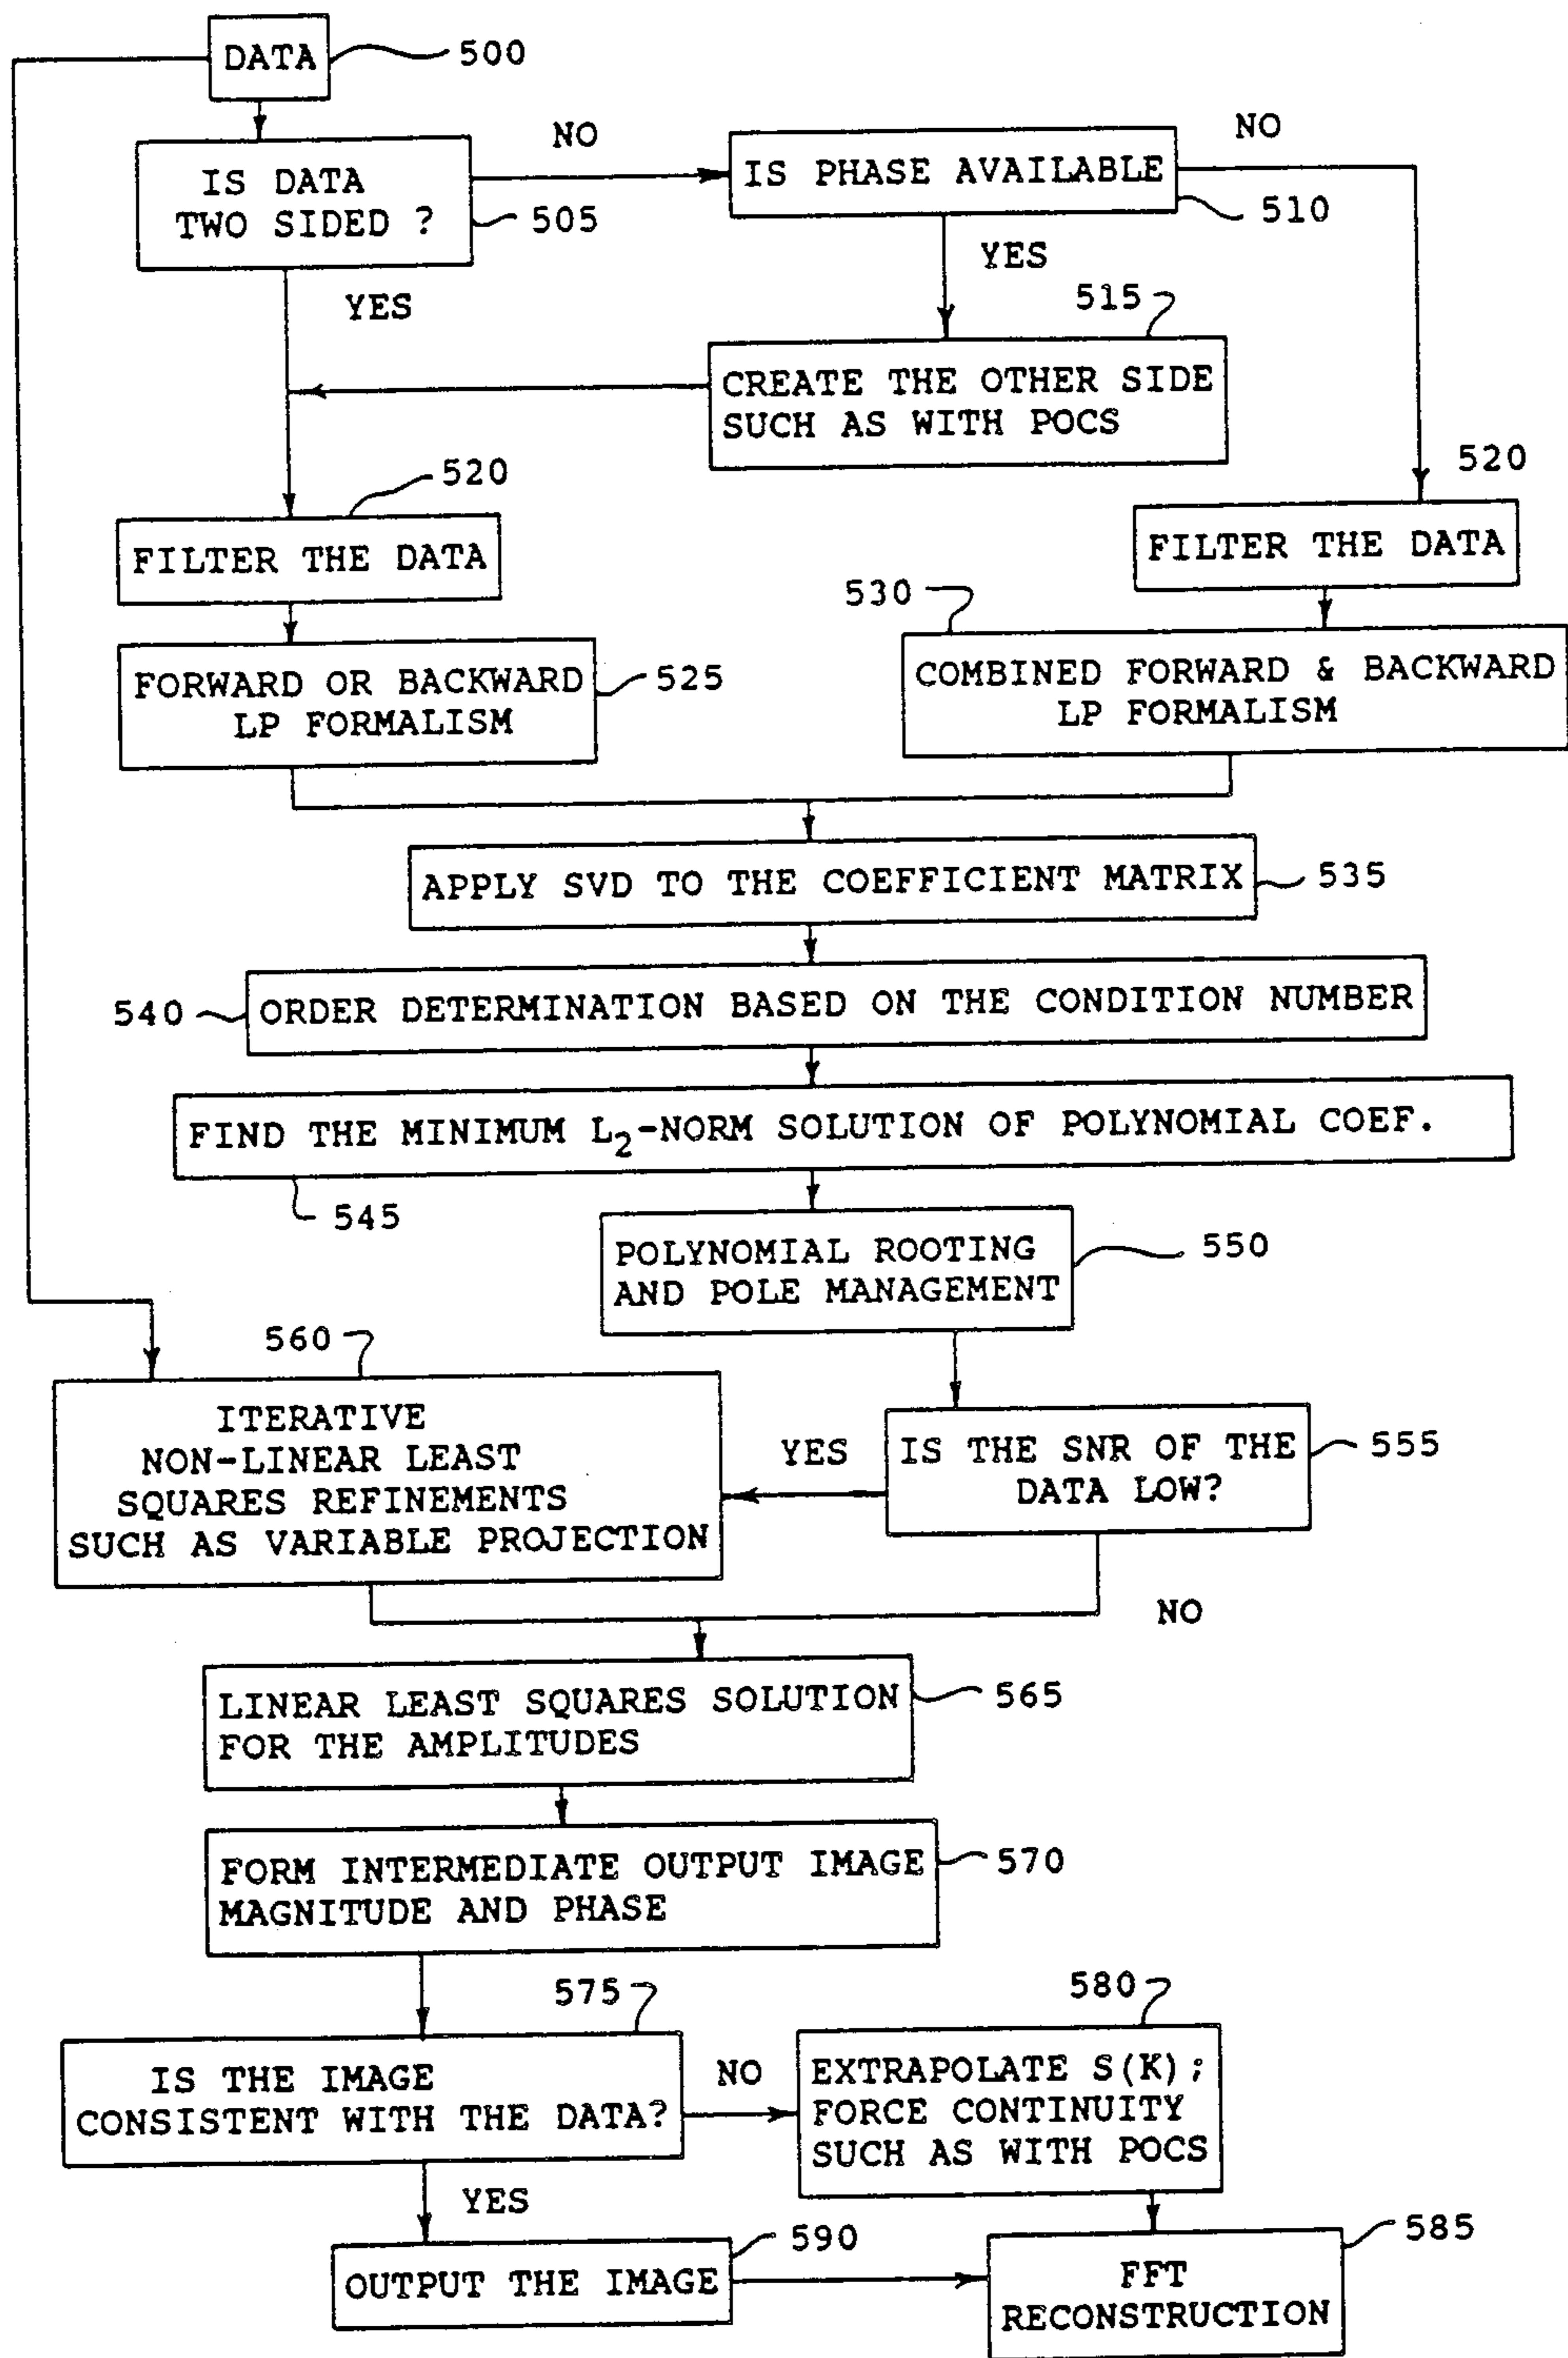 DATA
500
NO
NO
IS DATA
TWO SIDED ?
505
IS PHASE AVAILABLE
510
YES
YES
515
CREATE THE OTHER SIDE
SUCH AS WITH POCS
520
520
FILTER THE DATA
FILTER THE DATA
530
FORWARD OR BACKWARD
LP FORMALISM
525
COMBINED FORWARD & BACKWARD
LP FORMALISM
APPLY SVD TO THE COEFFICIENT MATRIX
535
540
ORDER DETERMINATION BASED ON THE CONDITION NUMBER
FIND THE MINIMUM L₂-NORM SOLUTION OF POLYNOMIAL COEF.
545
POLYNOMIAL ROOTING
AND POLE MANAGEMENT
550
560
ITERATIVE
NON-LINEAR LEAST
SQUARES REFINEMENTS
SUCH AS VARIABLE PROJECTION
YES
IS THE SNR OF THE
DATA LOW?
555
NO
LINEAR LEAST SQUARES SOLUTION
FOR THE AMPLITUDES
565
FORM INTERMEDIATE OUTPUT IMAGE
MAGNITUDE AND PHASE
570
575
580
IS THE IMAGE
CONSISTENT WITH THE DATA?
NO
EXTRAPOLATE S(K);
FORCE CONTINUITY
SUCH AS WITH POCS
YES
590
585
OUTPUT THE IMAGE
FFT
RECONSTRUCTION